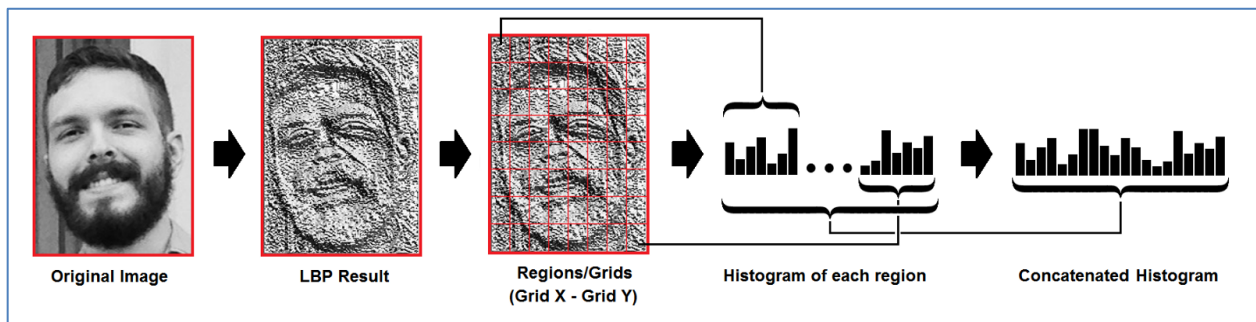 Original Image
LBP Result
Regions/Grids
(Grid X - Grid Y)
Histogram of each region
Concatenated Histogram